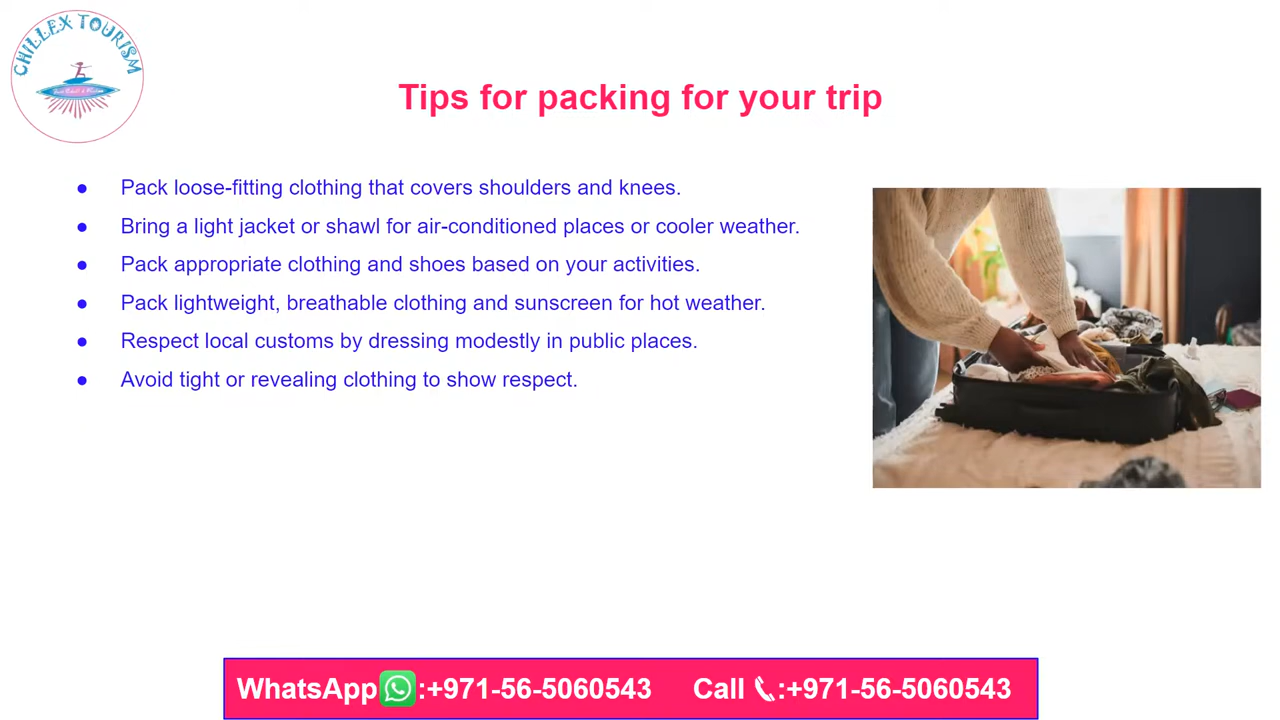 CHILLEX TOURISM
Tips for packing for your trip
● Pack loose-fitting clothing that covers shoulders and knees.
● Bring a light jacket or shawl for air-conditioned places or cooler weather.
● Pack appropriate clothing and shoes based on your activities.
● Pack lightweight, breathable clothing and sunscreen for hot weather.
● Respect local customs by dressing modestly in public places.
● Avoid tight or revealing clothing to show respect.
WhatsApp:+971-56-5060543 Call :+971-56-5060543